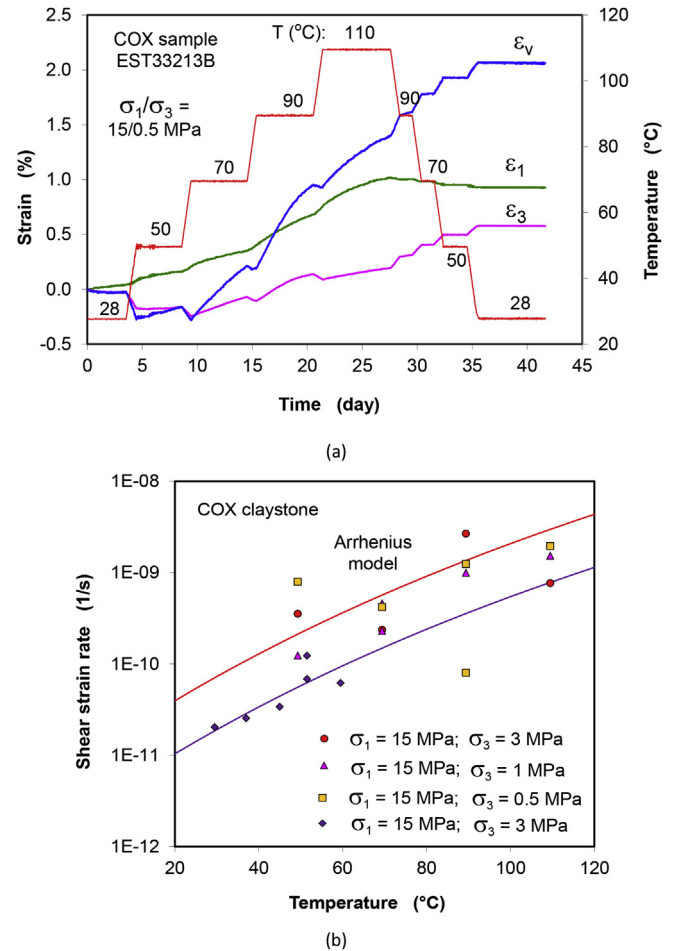 COX sample
EST33213B
σ1/σ3 =
15/0.5 MPa
T (°C):
110
90
70
50
28
90
70
50
28
εv
ε1
ε3
2.5
2.0
1.5
1.0
0.5
0.0
-0.5
Strain (%)
120
100
80
60
40
20
Temperature (°C)
0 5 10 15 20 25 30 35 40 45
Time (day)
(a)
COX claystone
Arrhenius
model
1E-08
1E-09
1E-10
1E-11
1E-12
Shear strain rate (1/s)
σ1 = 15 MPa; σ3 = 3 MPa
σ1 = 15 MPa; σ3 = 1 MPa
σ1 = 15 MPa; σ3 = 0.5 MPa
σ1 = 15 MPa; σ3 = 3 MPa
20 40 60 80 100 120
Temperature (°C)
(b)